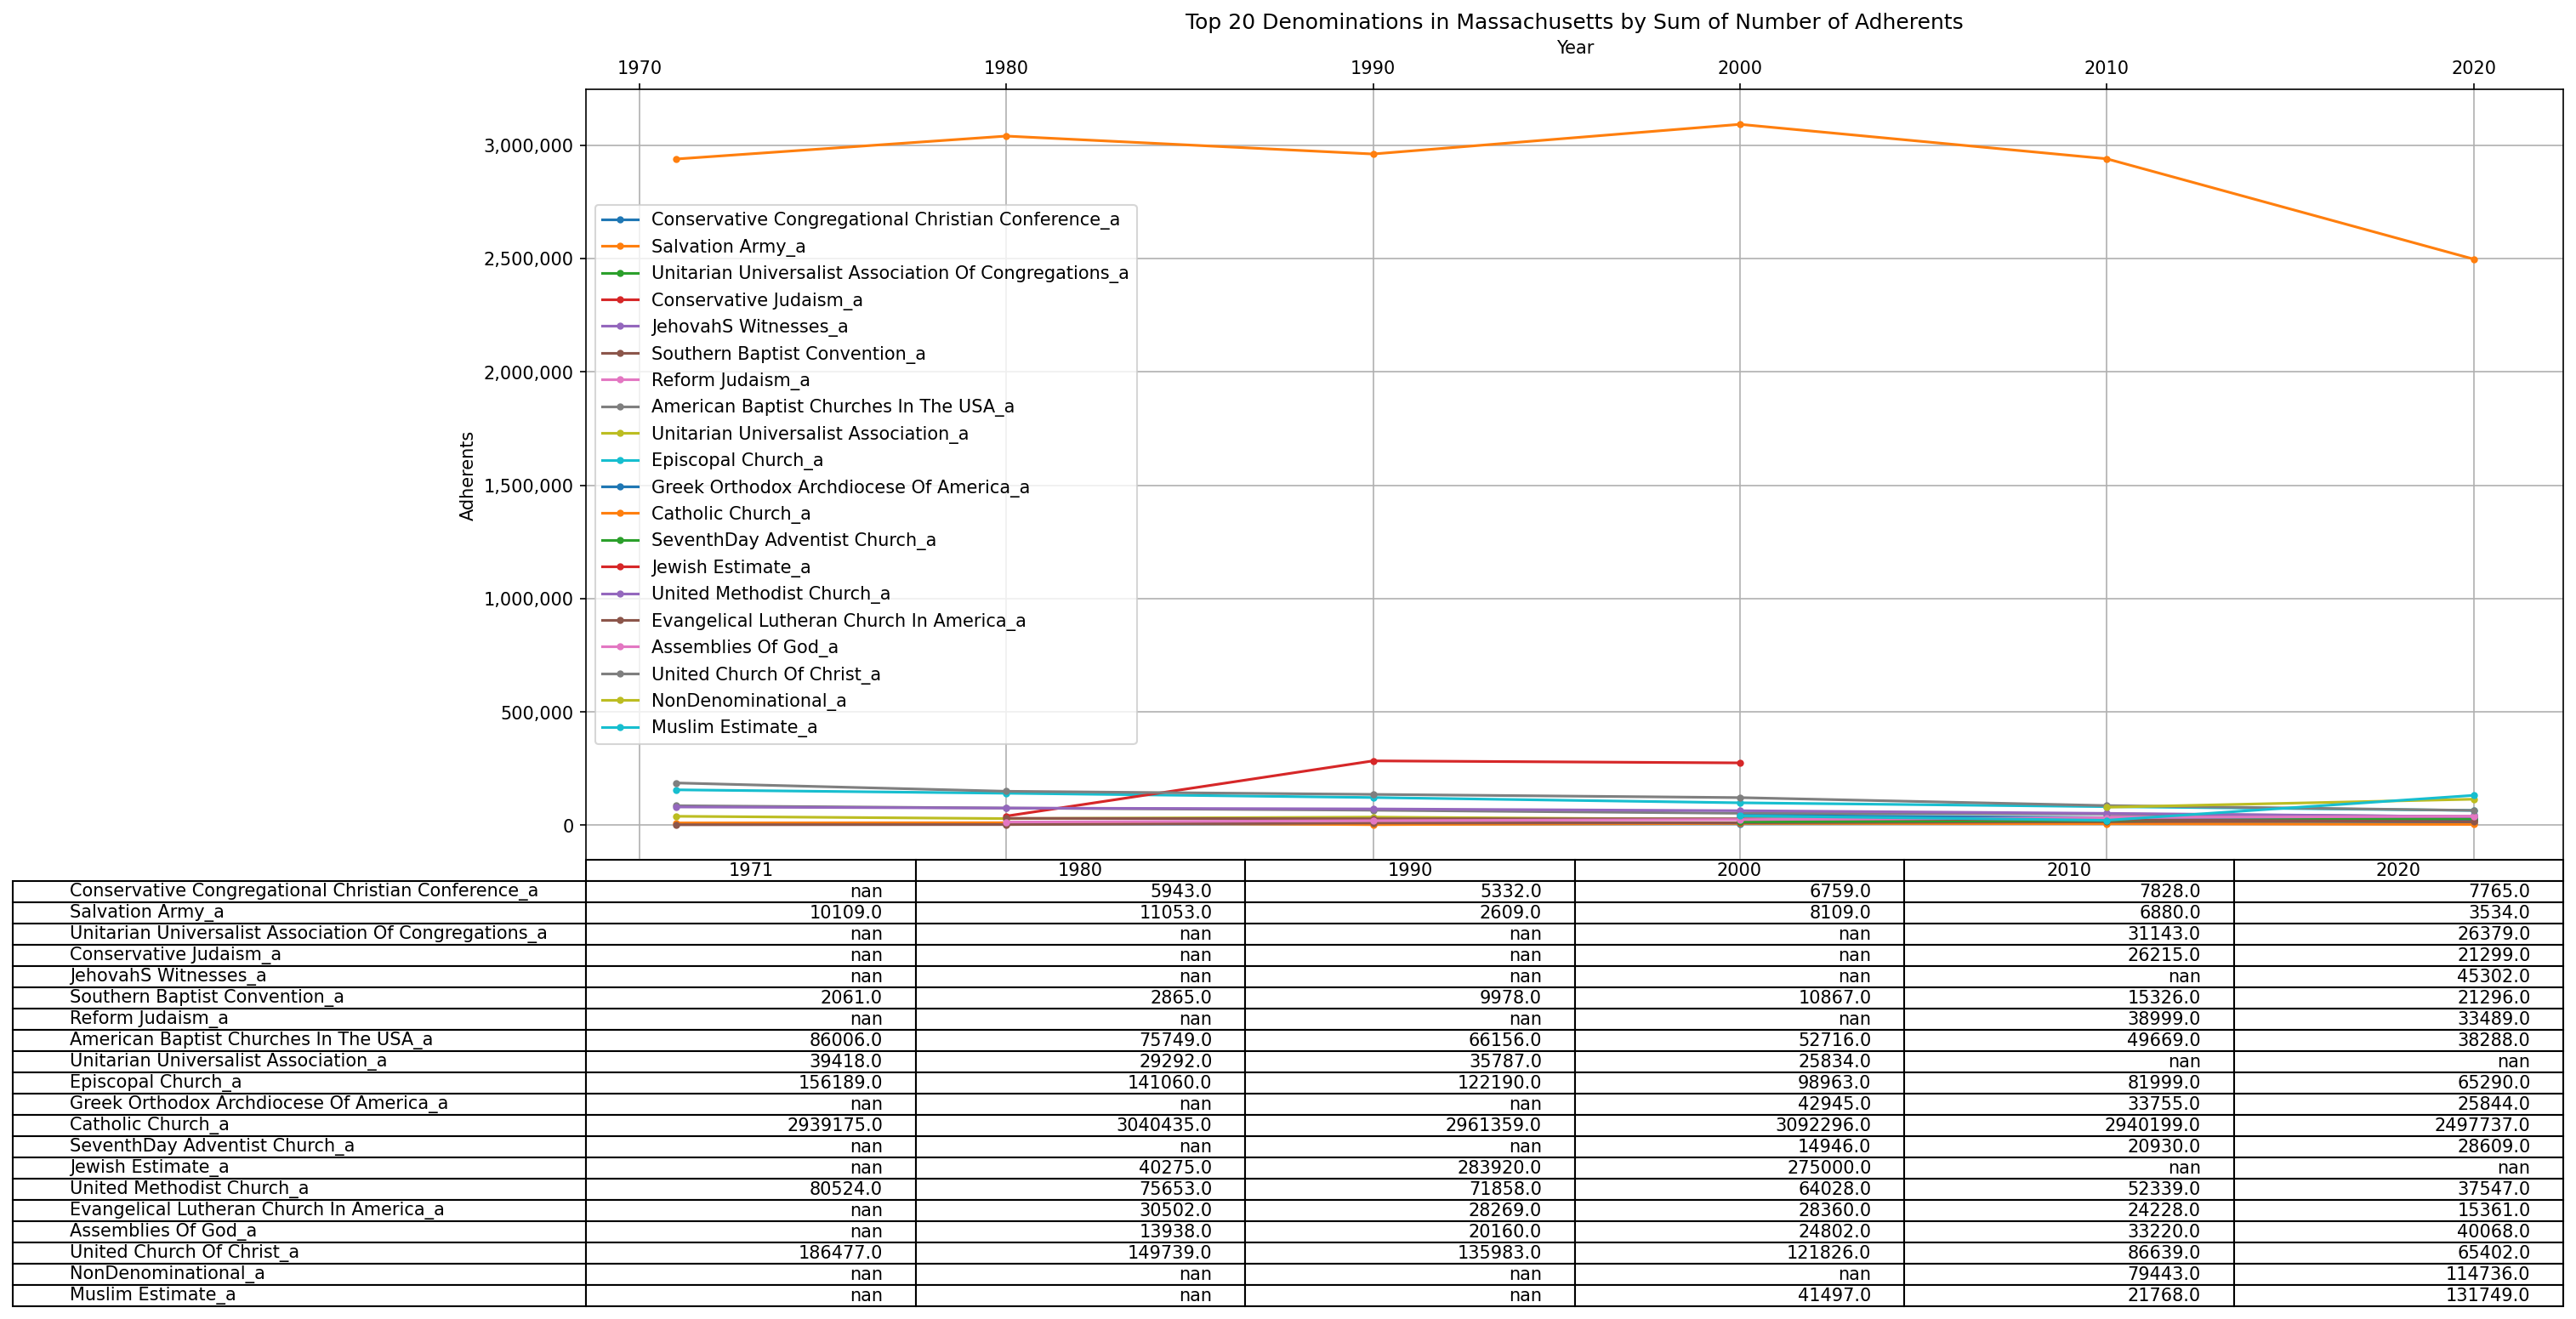 Top 20 Denominations in Massachusetts by Sum of Number of Adherents
Year
1970 1980 1990 2000 2010 2020
3,000,000
2,500,000
2,000,000
1,500,000
1,000,000
500,000
0
Adherents
Conservative Congregational Christian Conference_a
Salvation Army_a
Unitarian Universalist Association Of Congregations_a
Conservative Judaism_a
JehovahS Witnesses_a
Southern Baptist Convention_a
Reform Judaism_a
American Baptist Churches In The USA_a
Unitarian Universalist Association_a
Episcopal Church_a
Greek Orthodox Archdiocese Of America_a
Catholic Church_a
SeventhDay Adventist Church_a
Jewish Estimate_a
United Methodist Church_a
Evangelical Lutheran Church In America_a
Assemblies Of God_a
United Church Of Christ_a
NonDenominational_a
Muslim Estimate_a
1971 1980 1990 2000 2010 2020
Conservative Congregational Christian Conference_a nan 5943.0 5332.0 6759.0 7828.0 7765.0
Salvation Army_a 10109.0 11053.0 2609.0 8109.0 6880.0 3534.0
Unitarian Universalist Association Of Congregations_a nan nan nan nan 31143.0 26379.0
Conservative Judaism_a nan nan nan nan 26215.0 21299.0
JehovahS Witnesses_a nan nan nan nan nan 45302.0
Southern Baptist Convention_a 2061.0 2865.0 9978.0 10867.0 15326.0 21296.0
Reform Judaism_a nan nan nan nan 38999.0 33489.0
American Baptist Churches In The USA_a 86006.0 75749.0 66156.0 52716.0 49669.0 38288.0
Unitarian Universalist Association_a 39418.0 29292.0 35787.0 25834.0 nan nan
Episcopal Church_a 156189.0 141060.0 122190.0 98963.0 81999.0 65290.0
Greek Orthodox Archdiocese Of America_a nan nan nan 42945.0 33755.0 25844.0
Catholic Church_a 2939175.0 3040435.0 2961359.0 3092296.0 2940199.0 2497737.0
SeventhDay Adventist Church_a nan nan nan 14946.0 20930.0 28609.0
Jewish Estimate_a nan 40275.0 283920.0 275000.0 nan nan
United Methodist Church_a 80524.0 75653.0 71858.0 64028.0 52339.0 37547.0
Evangelical Lutheran Church In America_a nan 30502.0 28269.0 28360.0 24228.0 15361.0
Assemblies Of God_a nan 13938.0 20160.0 24802.0 33220.0 40068.0
United Church Of Christ_a 186477.0 149739.0 135983.0 121826.0 86639.0 65402.0
NonDenominational_a nan nan nan nan 79443.0 114736.0
Muslim Estimate_a nan nan nan 41497.0 21768.0 131749.0